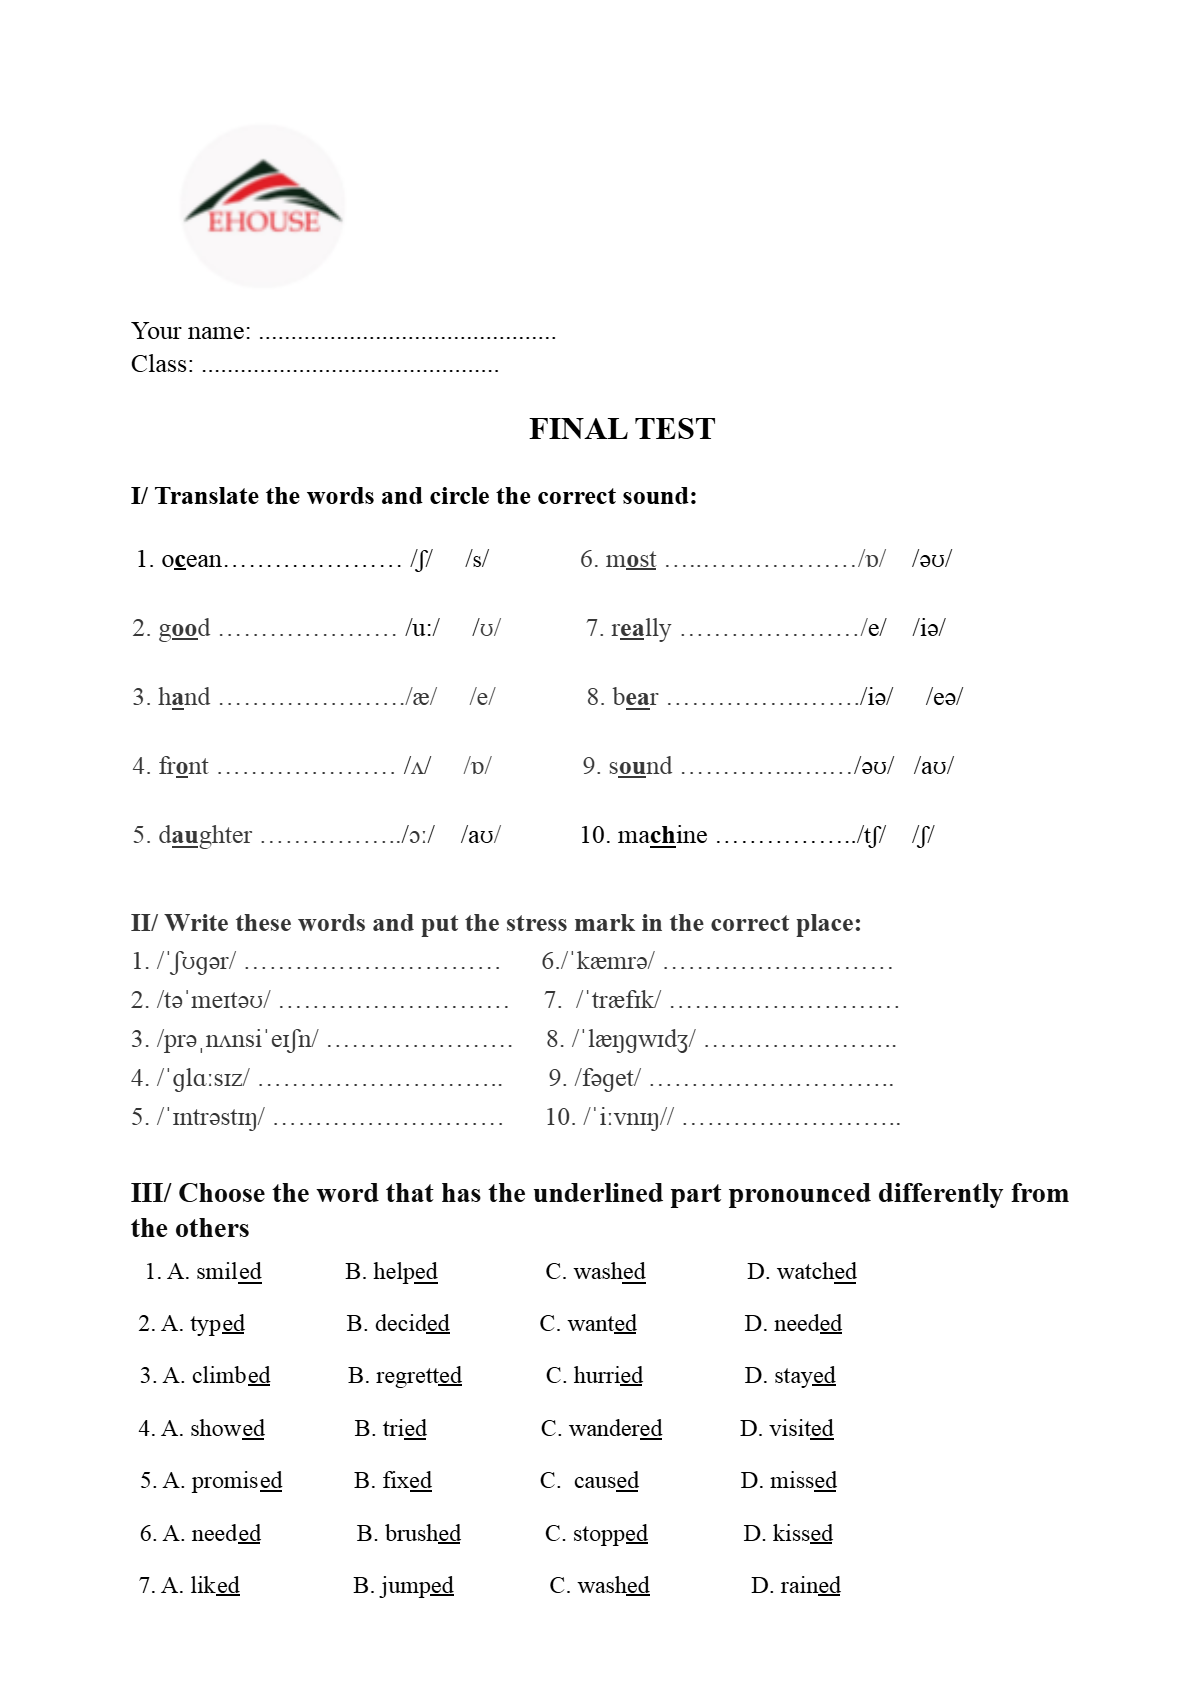 EHOUSE
Your name: ..............................................
Class: ..............................................
FINAL TEST
I/ Translate the words and circle the correct sound:
1. ocean………………… /ʃ/ /s/ 6. most …..………………/ɒ/ /əʊ/
2. good ………………… /u:/ /ʊ/ 7. really …………………/e/ /iə/
3. hand …………………./æ/ /e/ 8. bear …………….……./iə/ /eə/
4. front ………………… /ʌ/ /ɒ/ 9. sound …………..……./əʊ/ /aʊ/
5. daughter ……………../ɔː/ /aʊ/ 10. machine ……………../tʃ/ /ʃ/
II/ Write these words and put the stress mark in the correct place:
1. /ˈʃʊɡər/ ………………………… 6./ˈkæmrə/ ………………………
2. /təˈmeɪtəʊ/ ……………………… 7. /ˈtræfɪk/ ………………………
3. /prəˌnʌnsiˈeɪʃn/ …………………. 8. /ˈlæŋɡwɪdʒ/ …………………..
4. /ˈɡlɑːsɪz/ ……………………….. 9. /fəget/ ………………………..
5. /ˈɪntrəstɪŋ/ ……………………… 10. /ˈiːvnɪŋ// ……………………..
III/ Choose the word that has the underlined part pronounced differently from
the others
1. A. smiled B. helped C. washed D. watched
2. A. typed B. decided C. wanted D. needed
3. A. climbed B. regretted C. hurried D. stayed
4. A. showed B. tried C. wandered D. visited
5. A. promised B. fixed C. caused D. missed
6. A. needed B. brushed C. stopped D. kissed
7. A. liked B. jumped C. washed D. rained